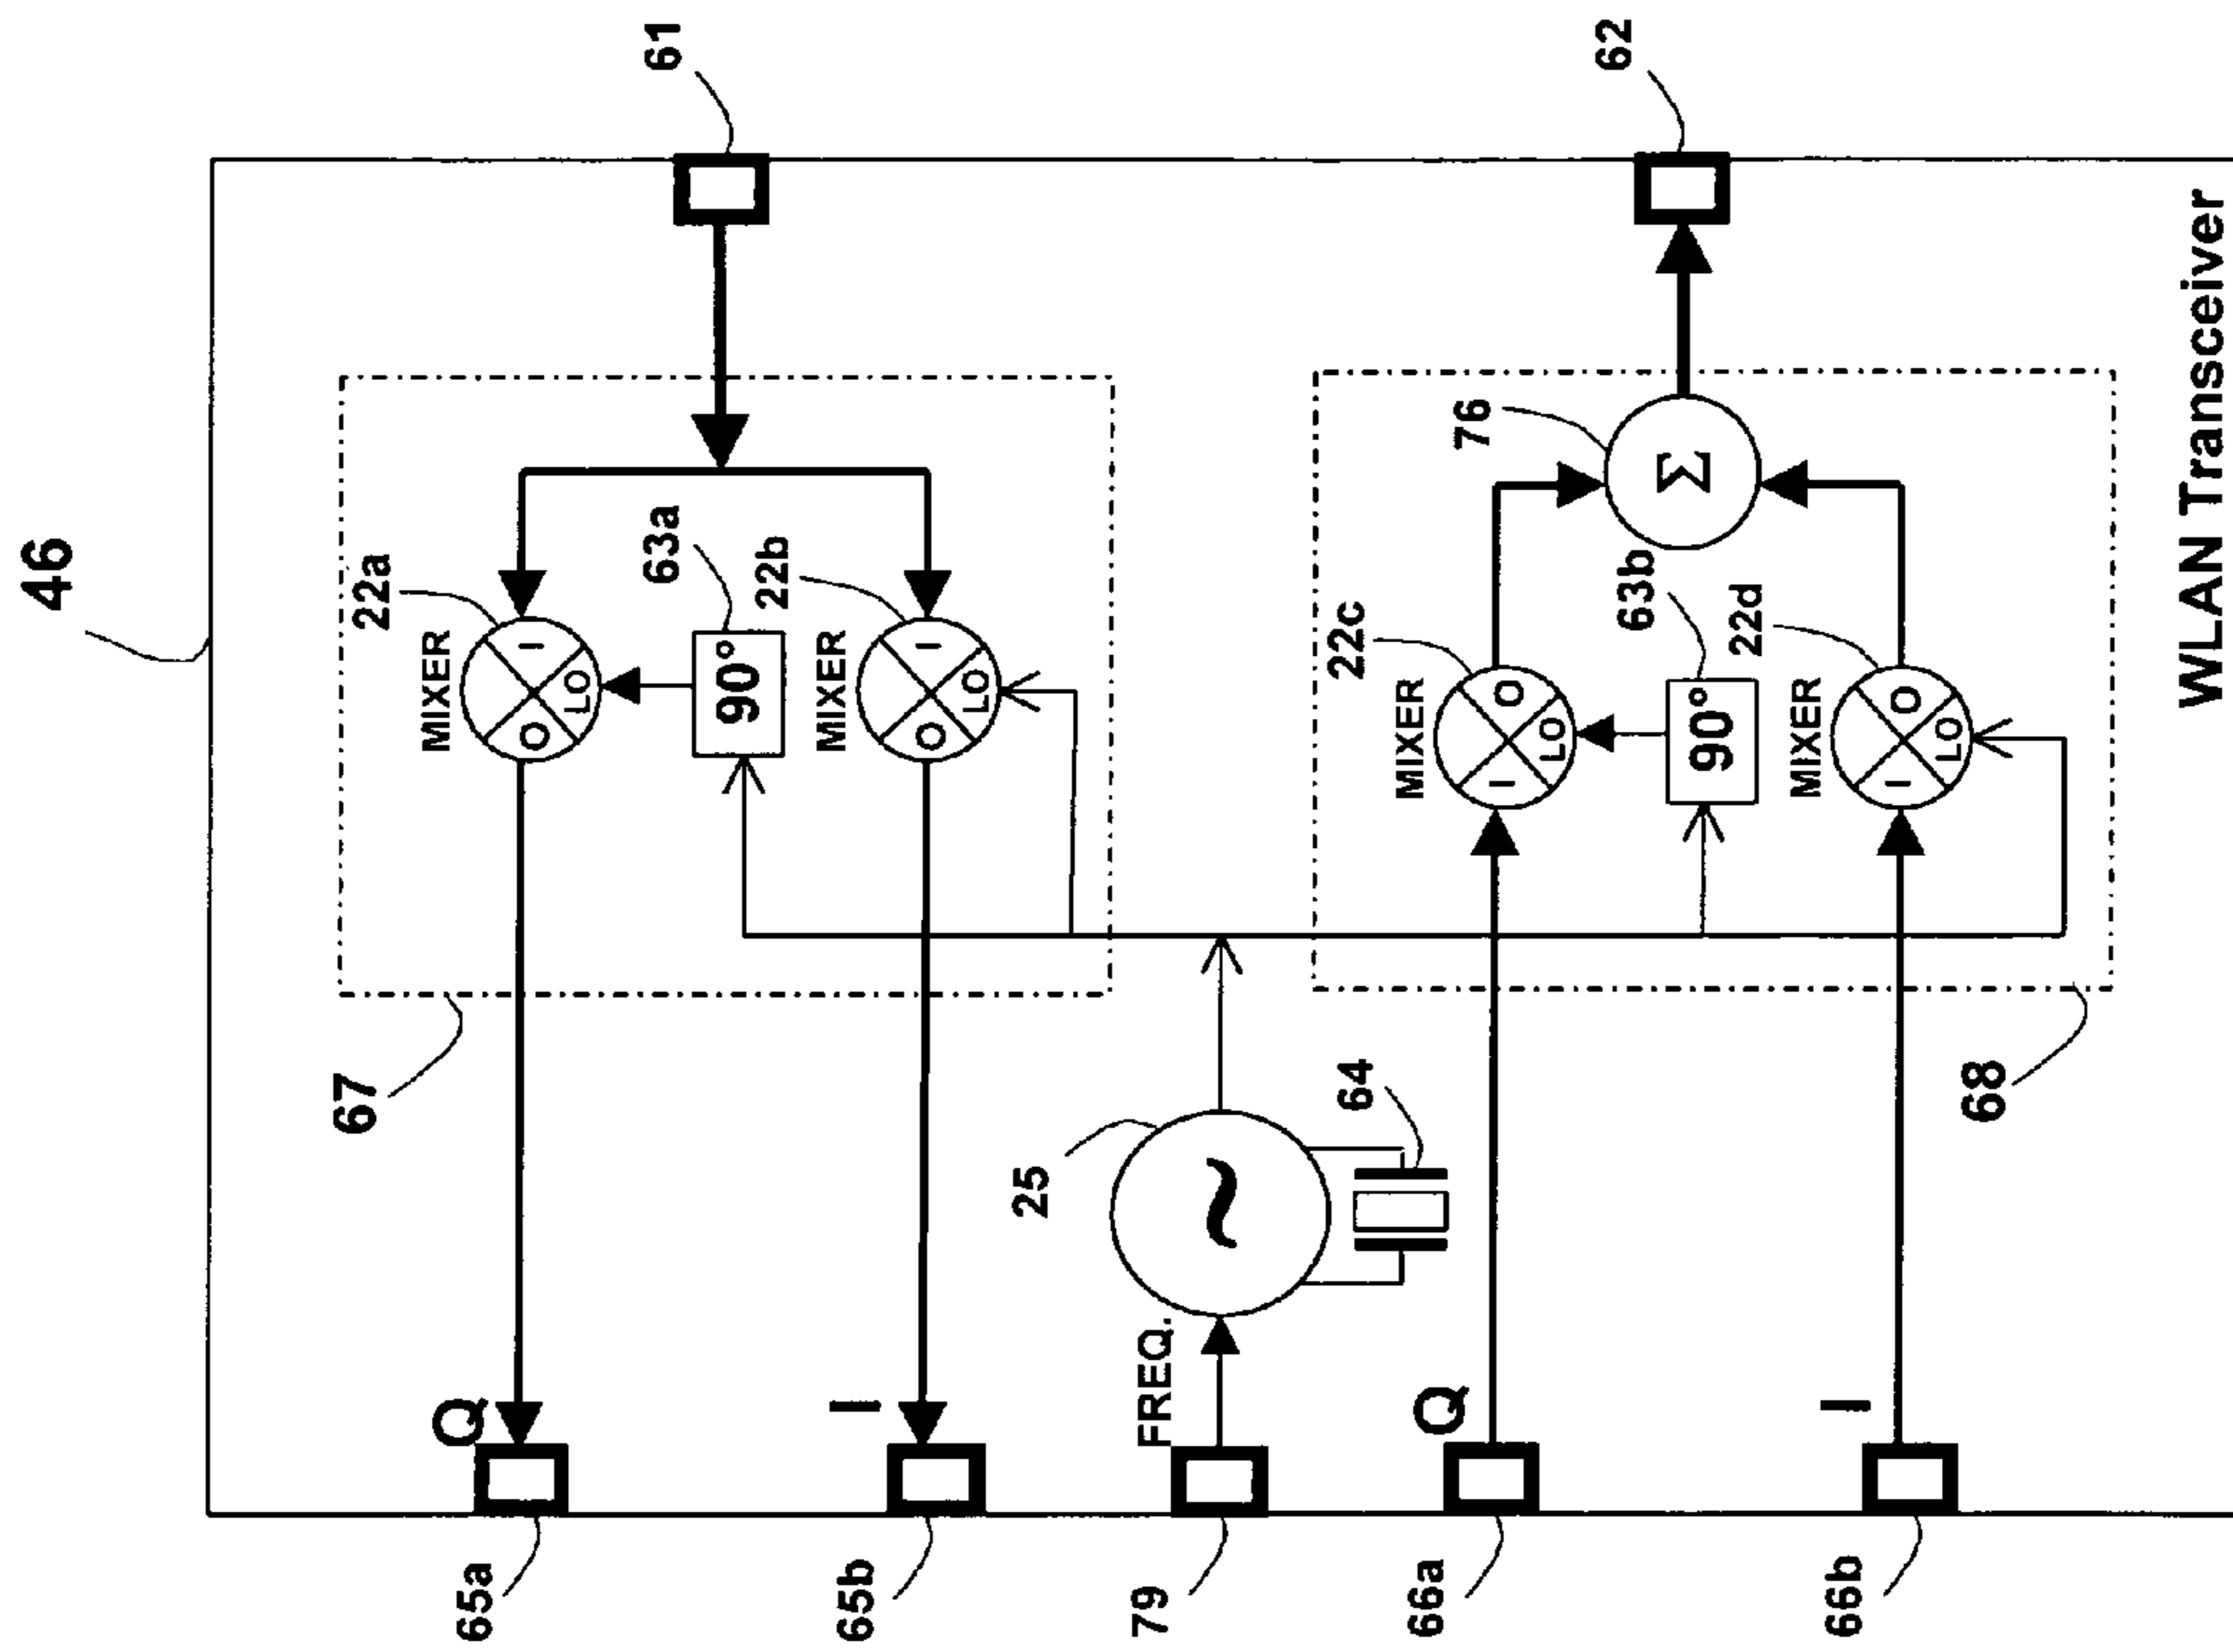 46
67
22a
MIXER
65a
Q
O
I
LO
63a
61
90°
22b
MIXER
65b
I
O
I
LO
25
79
FREQ.
~
64
22c
MIXER
66a
Q
76
I
O
LO
62
63b
Σ
90°
22d
MIXER
66b
I
I
O
LO
68
WLAN Transceiver